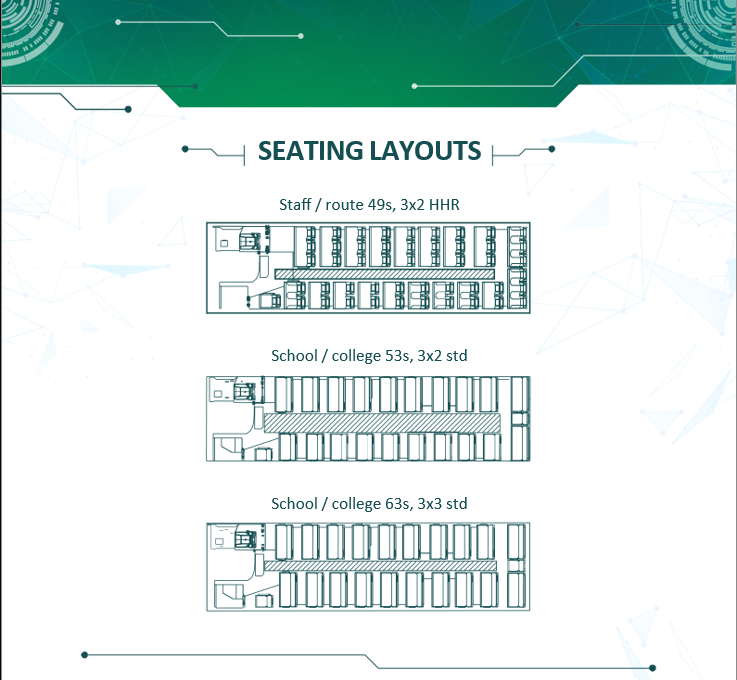 SEATING LAYOUTS
Staff / route 49s, 3x2 HHR
School / college 53s, 3x2 std
School / college 63s, 3x3 std